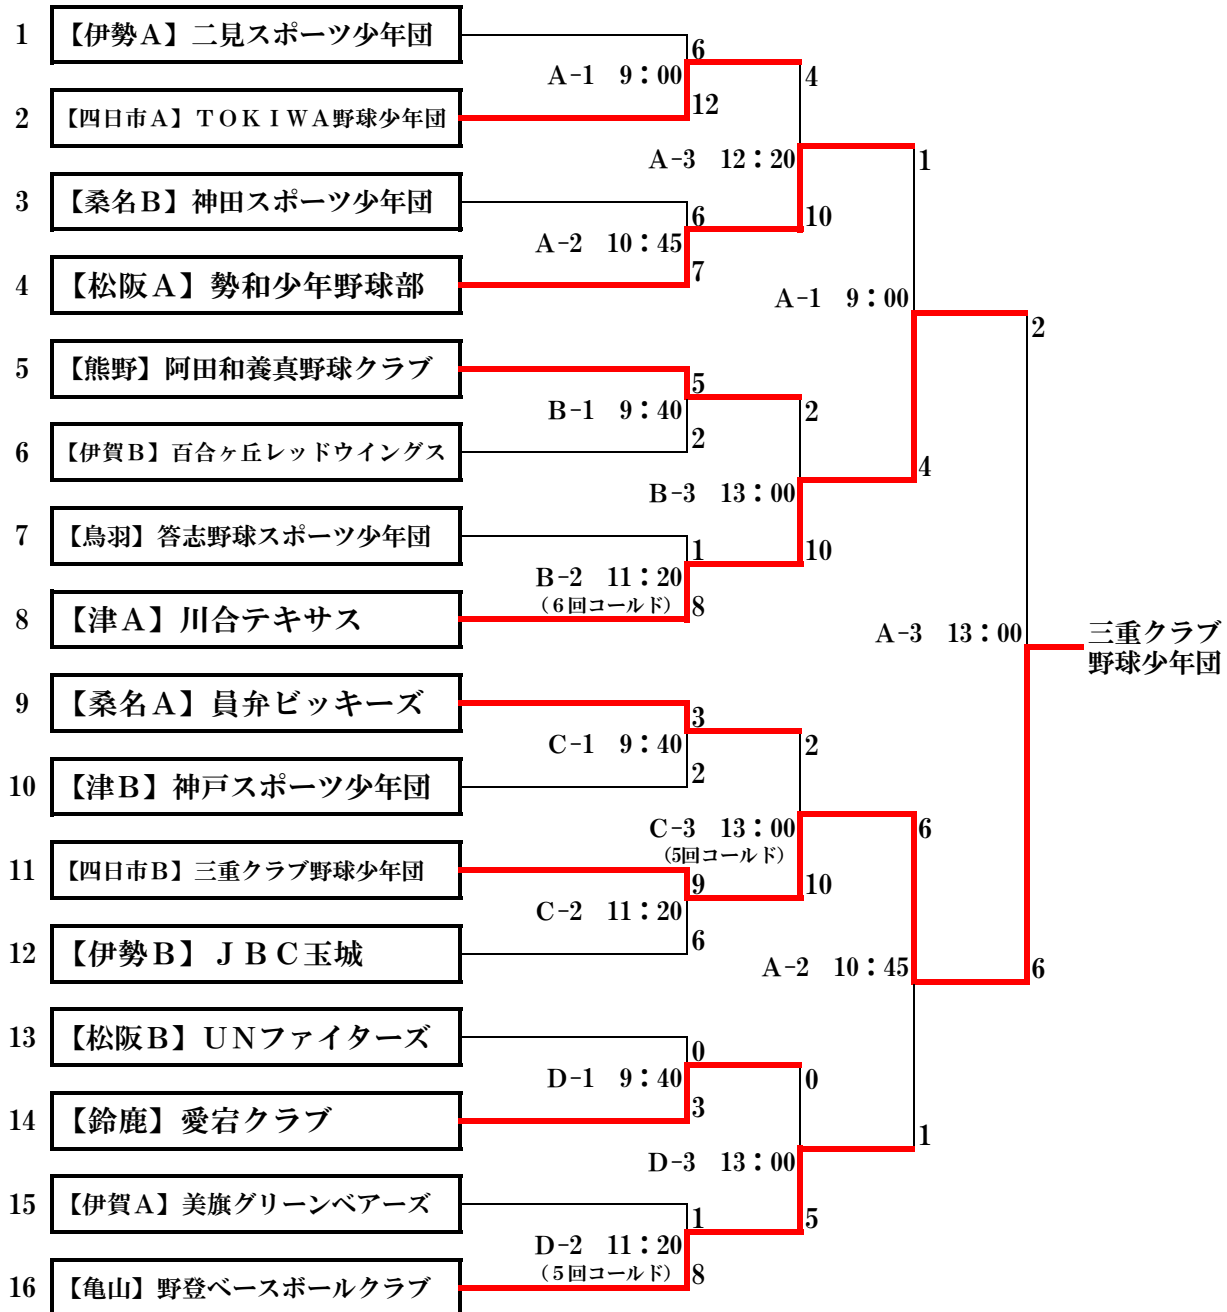 1 【伊勢Ａ】二見スポーツ少年団
6
A-1 9：00
4
2 【四日市Ａ】ＴＯＫＩＷＡ野球少年団
12
A-3 12：20
1
3 【桑名Ｂ】神田スポーツ少年団
6
10
A-2 10：45
4 【松阪Ａ】勢和少年野球部
7
A-1 9：00
2
5 【熊野】阿田和養真野球クラブ
5
B-1 9：40
2
6 【伊賀Ｂ】百合ヶ丘レッドウイングス
2
4
B-3 13：00
7 【鳥羽】答志野球スポーツ少年団
1
10
B-2 11：20
（６回コールド）
8 【津Ａ】川合テキサス
8
A-3 13：00
三重クラブ
野球少年団
9 【桑名Ａ】員弁ビッキーズ
3
C-1 9：40
2
10 【津Ｂ】神戸スポーツ少年団
2
C-3 13：00
（5回コールド）
6
11 【四日市Ｂ】三重クラブ野球少年団
9
10
C-2 11：20
12 【伊勢Ｂ】ＪＢＣ玉城
6
A-2 10：45
6
13 【松阪Ｂ】ＵＮファイターズ
0
D-1 9：40
0
14 【鈴鹿】愛宕クラブ
3
1
D-3 13：00
15 【伊賀Ａ】美旗グリーンベアーズ
1
5
D-2 11：20
（５回コールド）
16 【亀山】野登ベースボールクラブ
8